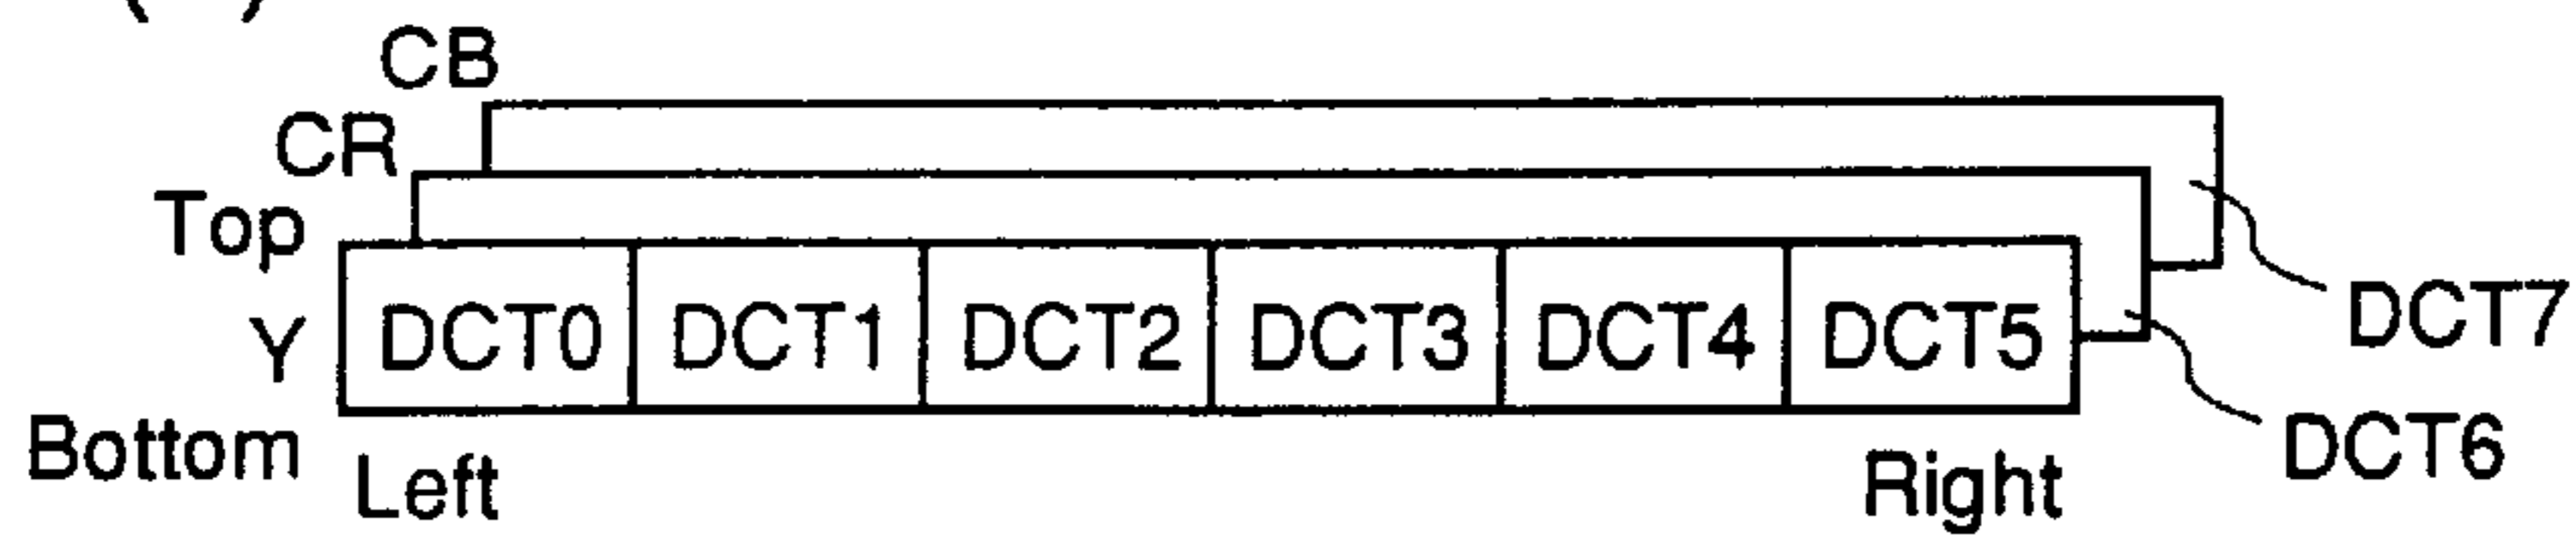 CB
CR
Top
Y
DCT0 DCT1 DCT2 DCT3 DCT4 DCT5
DCT7
DCT6
Bottom
Left Right